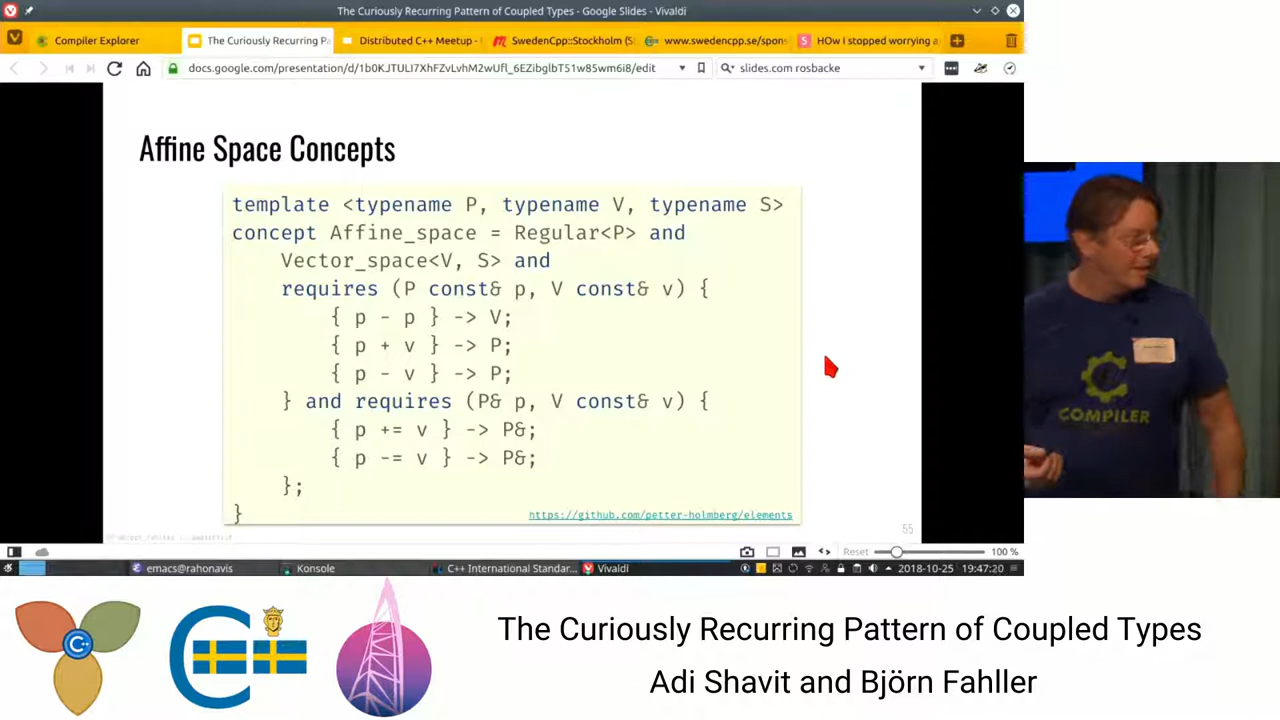 The Curiously Recurring Pattern of Coupled Types - Google Slides - Vivaldi
Compiler Explorer
The Curiously Recurring Pa
Distributed C++ Meetup -
SwedenCpp::Stockholm (S
www.swedencpp.se/spon
HOw i stopped worrying a
docs.google.com/presentation/d/1b0KJTULI7XhFZvLvhM2wUfl_6EZibglbT51w85wm6i8/edit
slides.com rosbacke
Affine Space Concepts
template <typename P, typename V, typename S>
concept Affine_space = Regular<P> and
Vector_space<V, S> and
requires (P const& p, V const& v) {
{ p - p } -> V;
{ p + v } -> P;
{ p - v } -> P;
} and requires (P& p, V const& v) {
{ p += v } -> P&;
{ p -= v } -> P&;
};
}
https://github.com/petter-holmberg/elements
55
COMPILER
Reset
100 %
emacs@rahonavis
Konsole
C++ International Standar...
Vivaldi
2018-10-25
19:47:20
C++
The Curiously Recurring Pattern of Coupled Types
Adi Shavit and Björn Fahller